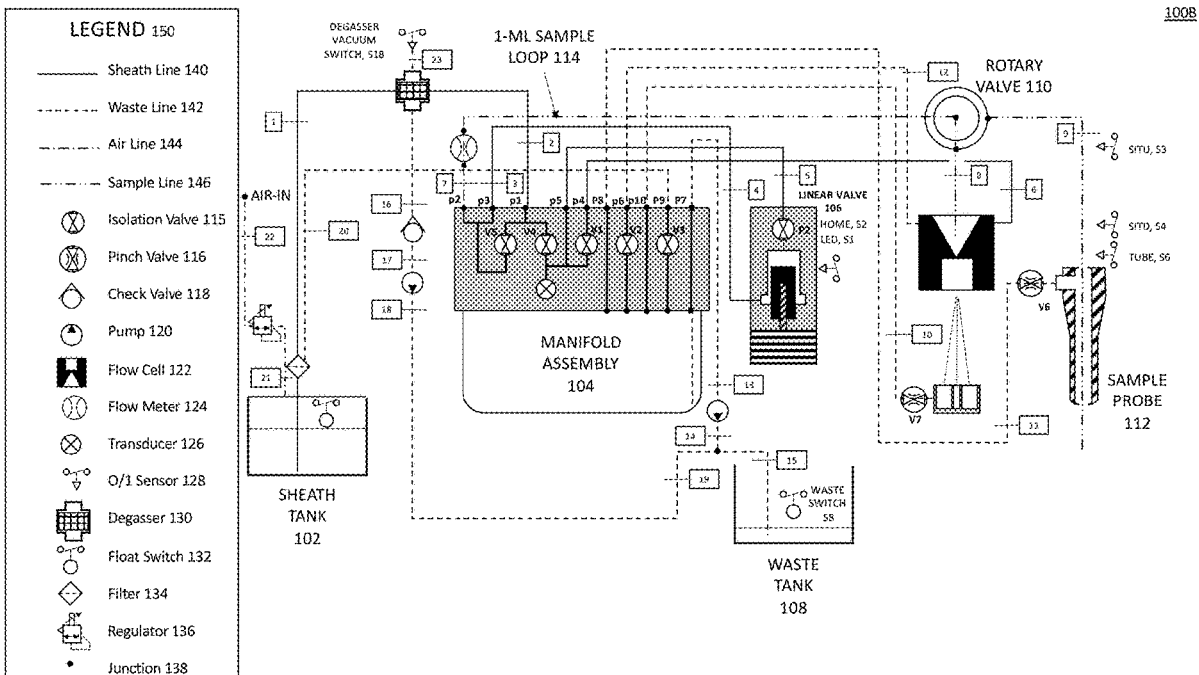 100B
LEGEND 150
Sheath Line 140
Waste Line 142
Air Line 144
Sample Line 146
Isolation Valve 115
Pinch Valve 116
Check Valve 118
Pump 120
Flow Cell 122
Flow Meter 124
Transducer 126
O/1 Sensor 128
Degasser 130
Float Switch 132
Filter 134
Regulator 136
Junction 138
DEGASSER
VACUUM
SWITCH, S18
23
1-ML SAMPLE
LOOP 114
12
ROTARY
VALVE 110
1
2
9
SITU, S3
AIR-IN
7
3
4
5
8
6
p2
p3
p1
p5
p4
P8
p6
p10
P9
P7
LINEAR VALVE
106
HOME, S2
LED, S1
16
20
22
V5
V4
V1
V2
V3
P2
SITU, S4
TUBE, S6
17
18
V6
MANIFOLD
ASSEMBLY
104
10
21
13
SAMPLE
PROBE
112
V7
14
15
19
WASTE
SWITCH
S8
SHEATH
TANK
102
WASTE
TANK
108